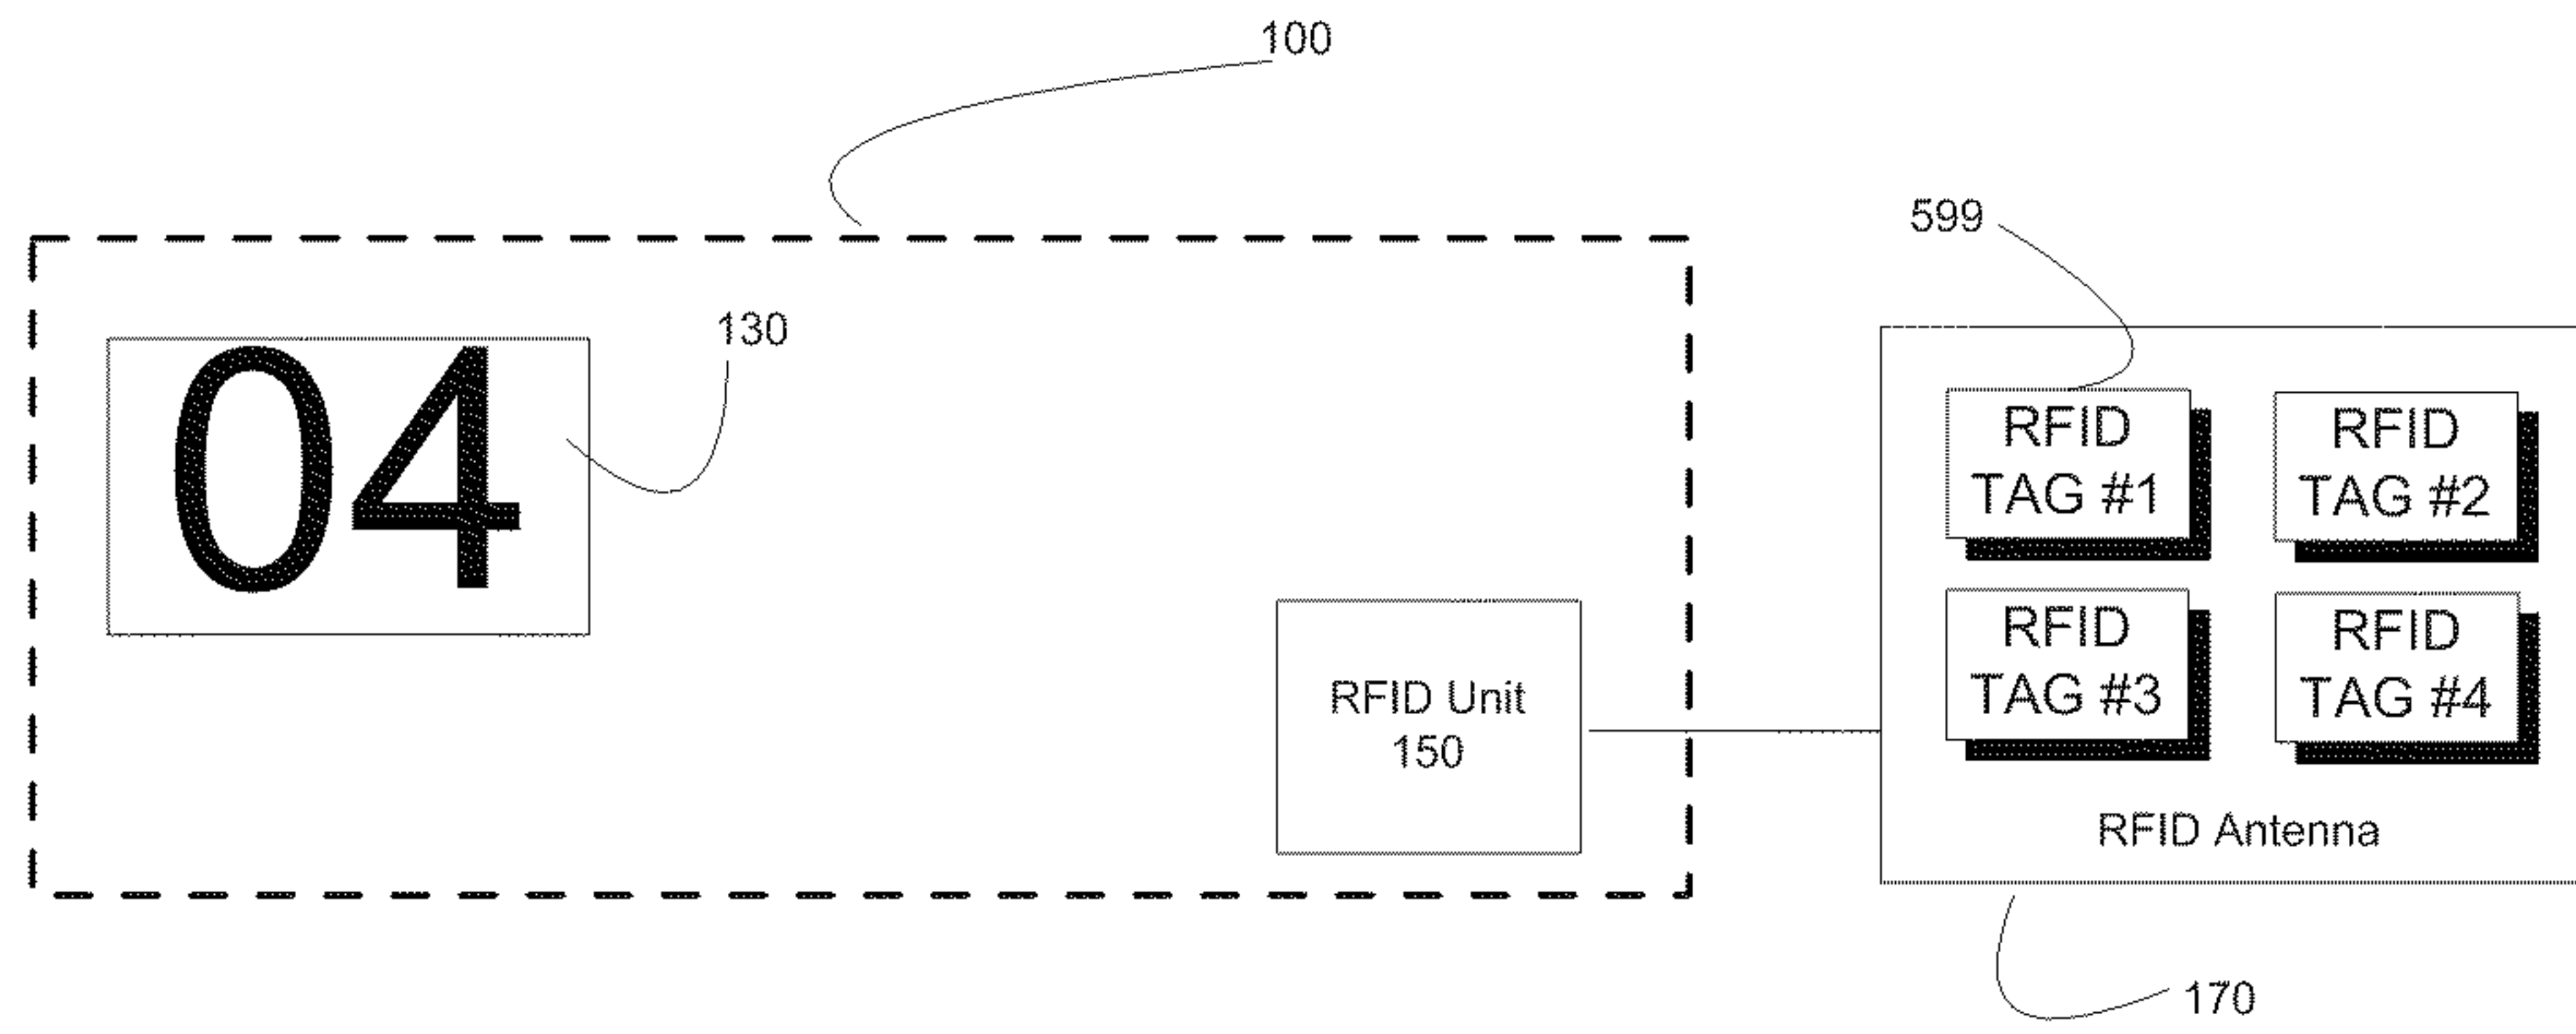 100
599
130
04
RFID
TAG #1
RFID
TAG #2
RFID
TAG #3
RFID
TAG #4
RFID Unit
150
RFID Antenna
170